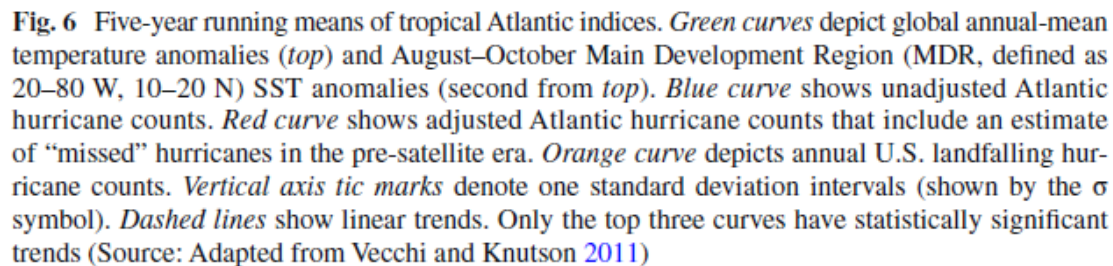 Fig. 6 Five-year running means of tropical Atlantic indices. Green curves depict global annual-mean
temperature anomalies (top) and August–October Main Development Region (MDR, defined as
20–80 W, 10–20 N) SST anomalies (second from top). Blue curve shows unadjusted Atlantic
hurricane counts. Red curve shows adjusted Atlantic hurricane counts that include an estimate
of “missed” hurricanes in the pre-satellite era. Orange curve depicts annual U.S. landfalling hur-
ricane counts. Vertical axis tic marks denote one standard deviation intervals (shown by the σ
symbol). Dashed lines show linear trends. Only the top three curves have statistically significant
trends (Source: Adapted from Vecchi and Knutson 2011)